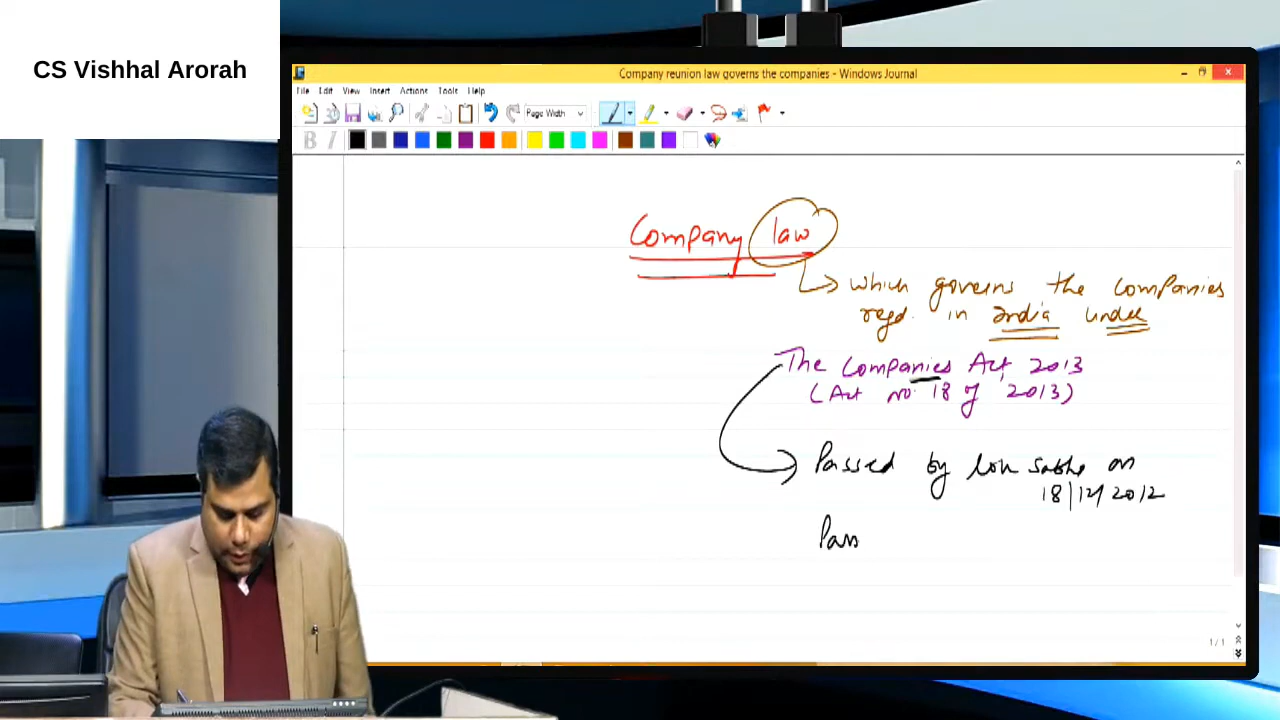 CS Vishhal Arorah
Company reunion law governs the companies - Windows Journal
File Edit View Insert Actions Tools Help
Page Width
B I
Company law
which governs the companies
regd. in India under
The Companies Act 2013
(Act no. 18 of 2013)
Passed by Lok Sabha on
18/12/2012
Pass
1 / 1